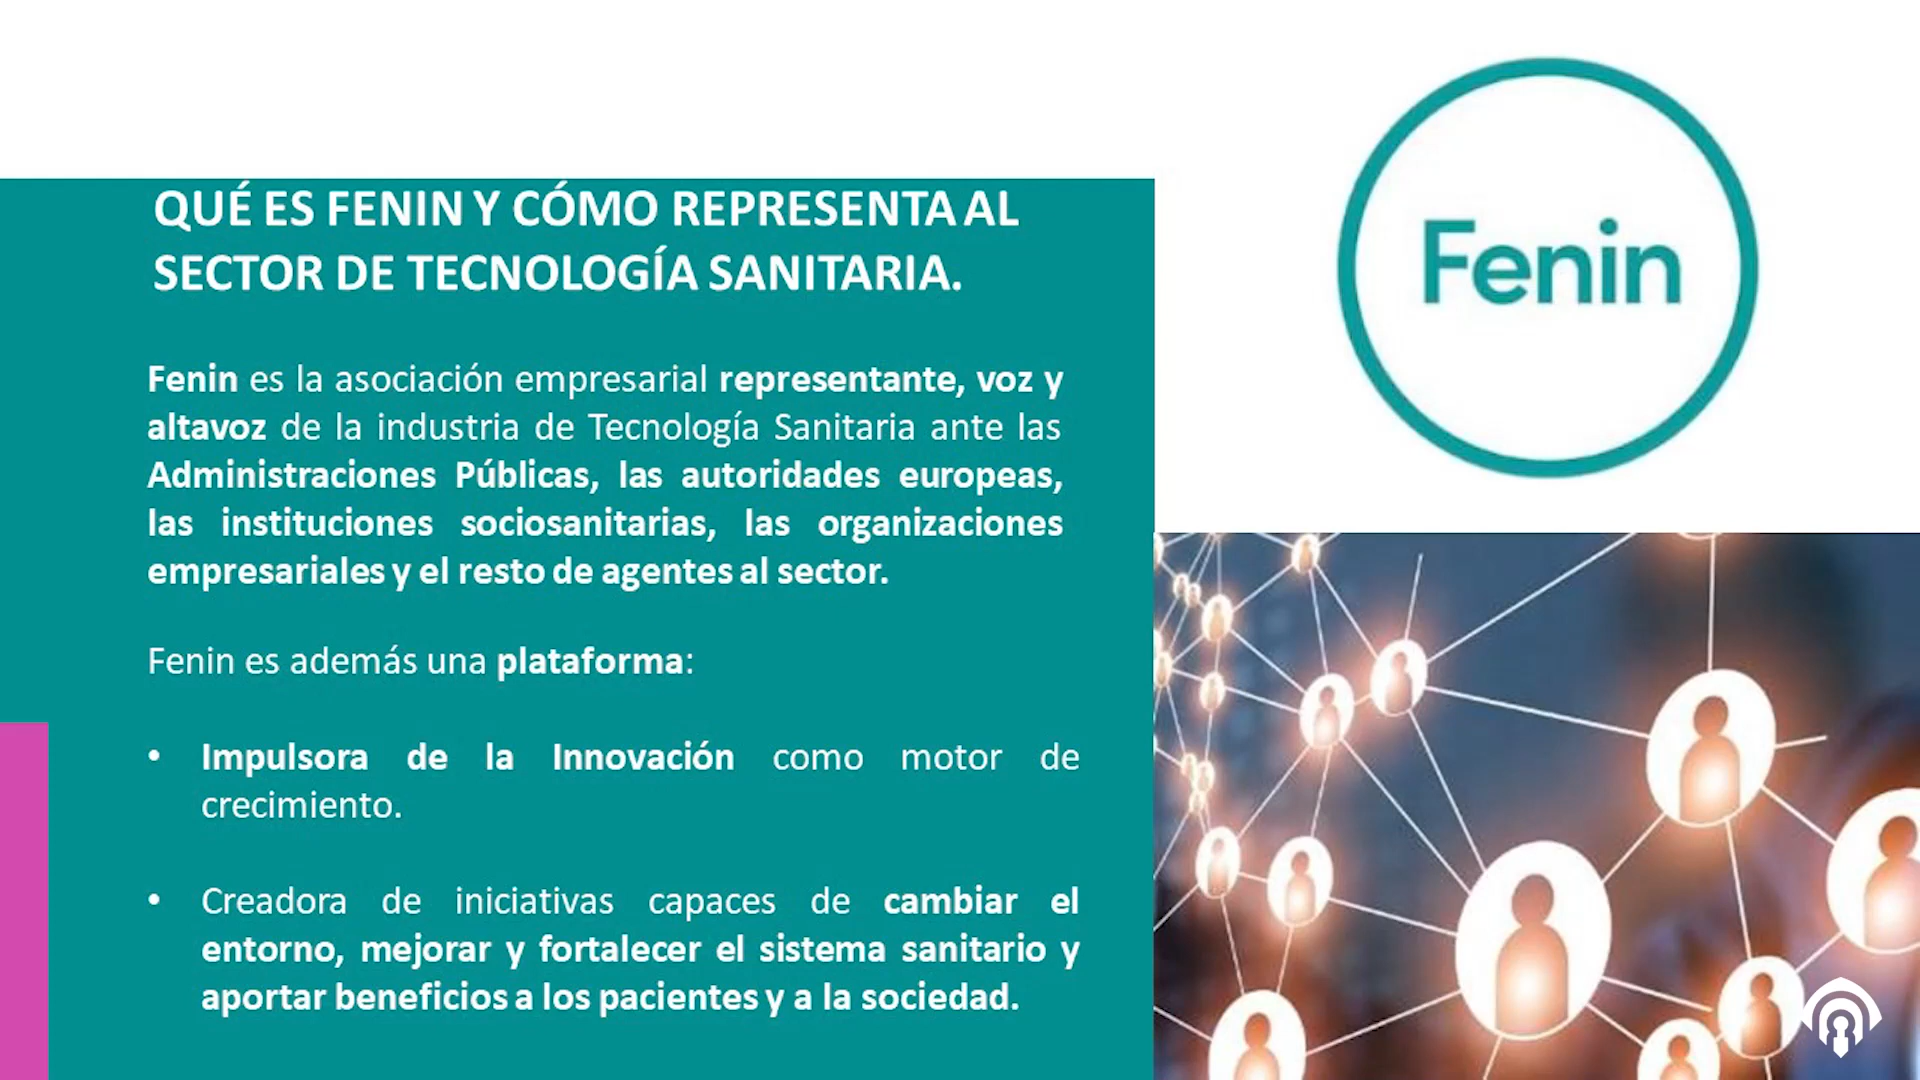 QUÉ ES FENIN Y CÓMO REPRESENTA AL
SECTOR DE TECNOLOGÍA SANITARIA.
Fenin es la asociación empresarial representante, voz y
altavoz de la industria de Tecnología Sanitaria ante las
Administraciones Públicas, las autoridades europeas,
las instituciones sociosanitarias, las organizaciones
empresariales y el resto de agentes al sector.
Fenin es además una plataforma:
• Impulsora de la Innovación como motor de
crecimiento.
• Creadora de iniciativas capaces de cambiar el
entorno, mejorar y fortalecer el sistema sanitario y
aportar beneficios a los pacientes y a la sociedad.
Fenin